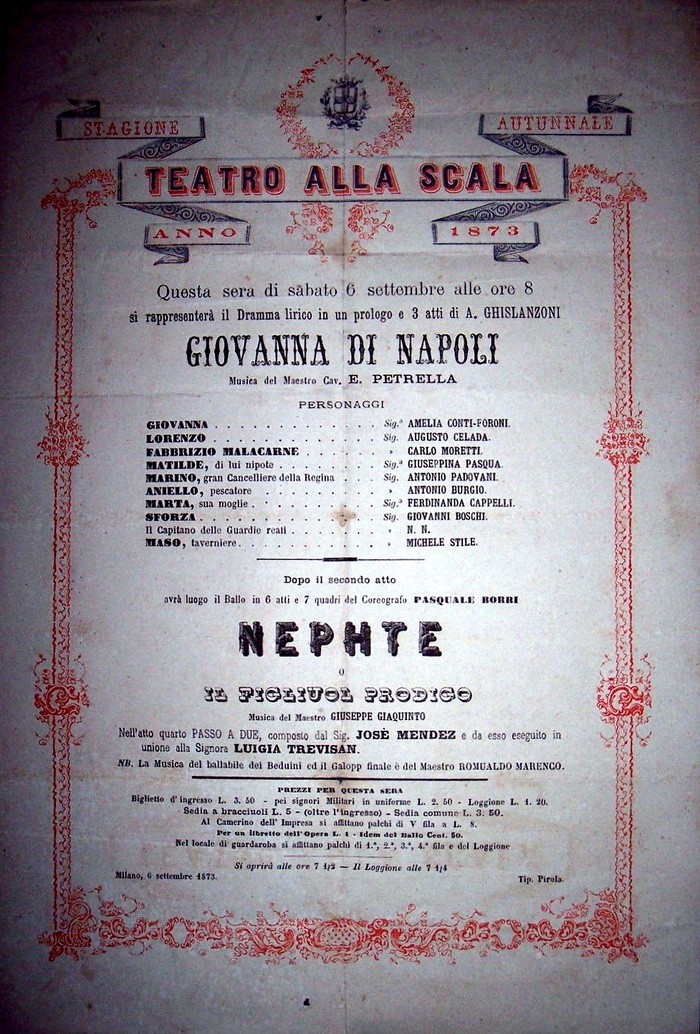 STAGIONE AUTUNNALE
TEATRO ALLA SCALA
ANNO 1873
Questa sera di sabato 6 settembre alle ore 8
si rappresenterà il Dramma lirico in un prologo e 3 atti di A. GHISLANZONI
GIOVANNA DI NAPOLI
Musica del Maestro Cav. E. PETRELLA
PERSONAGGI
GIOVANNA . . . . . . . . . . . . . . . . Sig.ª AMELIA CONTI-FORONI.
LORENZO . . . . . . . . . . . . . . . . Sig. AUGUSTO CELADA.
FABBRIZIO MALACARNE . . . . . . . . » CARLO MORETTI.
MATILDE, di lui nipote . . . . . . . . . . Sig.ª GIUSEPPINA PASQUA.
MARINO, gran Cancelliere della Regina . . . . Sig. ANTONIO PADOVANI.
ANIELLO, pescatore . . . . . . . . . . . . » ANTONIO BURGIO.
MARTA, sua moglie . . . . . . . . . . . . Sig.ª FERDINANDA CAPPELLI.
SFORZA . . . . . . . . . . . . . . . . Sig. GIOVANNI BOSCHI.
Il Capitano delle Guardie reali . . . . . . . . » N. N.
MASO, taverniere . . . . . . . . . . . . . » MICHELE STILE.
Dopo il secondo atto
avrà luogo il Ballo in 6 atti e 7 quadri del Coreografo PASQUALE BORRI
NEPHTE
O
IL FIGLIUOL PRODIGO
Musica del Maestro GIUSEPPE GIAQUINTO
Nell'atto quarto PASSO A DUE, composto dal Sig. JOSÈ MENDEZ e da esso eseguito in
unione alla Signora LUIGIA TREVISAN.
NB. La Musica del ballabile dei Beduini ed il Galopp finale è del Maestro ROMUALDO MARENCO.
PREZZI PER QUESTA SERA
Biglietto d'ingresso L. 3. 50 - pei signori Militari in uniforme L. 2. 50 - Loggione L. 1. 20.
Sedia a bracciuoli L. 5 - (oltre l'ingresso) - Sedia comune L. 3. 50.
Al Camerino dell'Impresa si affittano palchi di V fila a L. 8.
Per un libretto dell'Opera L. 1 - Idem del Ballo Cent. 50.
Nel locale di guardaroba si affittano palchi di 1.ª, 2.ª, 3.ª, 4.ª fila e del Loggione
Si aprirà alle ore 7 1/2 — Il Loggione alle 7 1/4
Milano, 6 settembre 1873. Tip. Pirola.